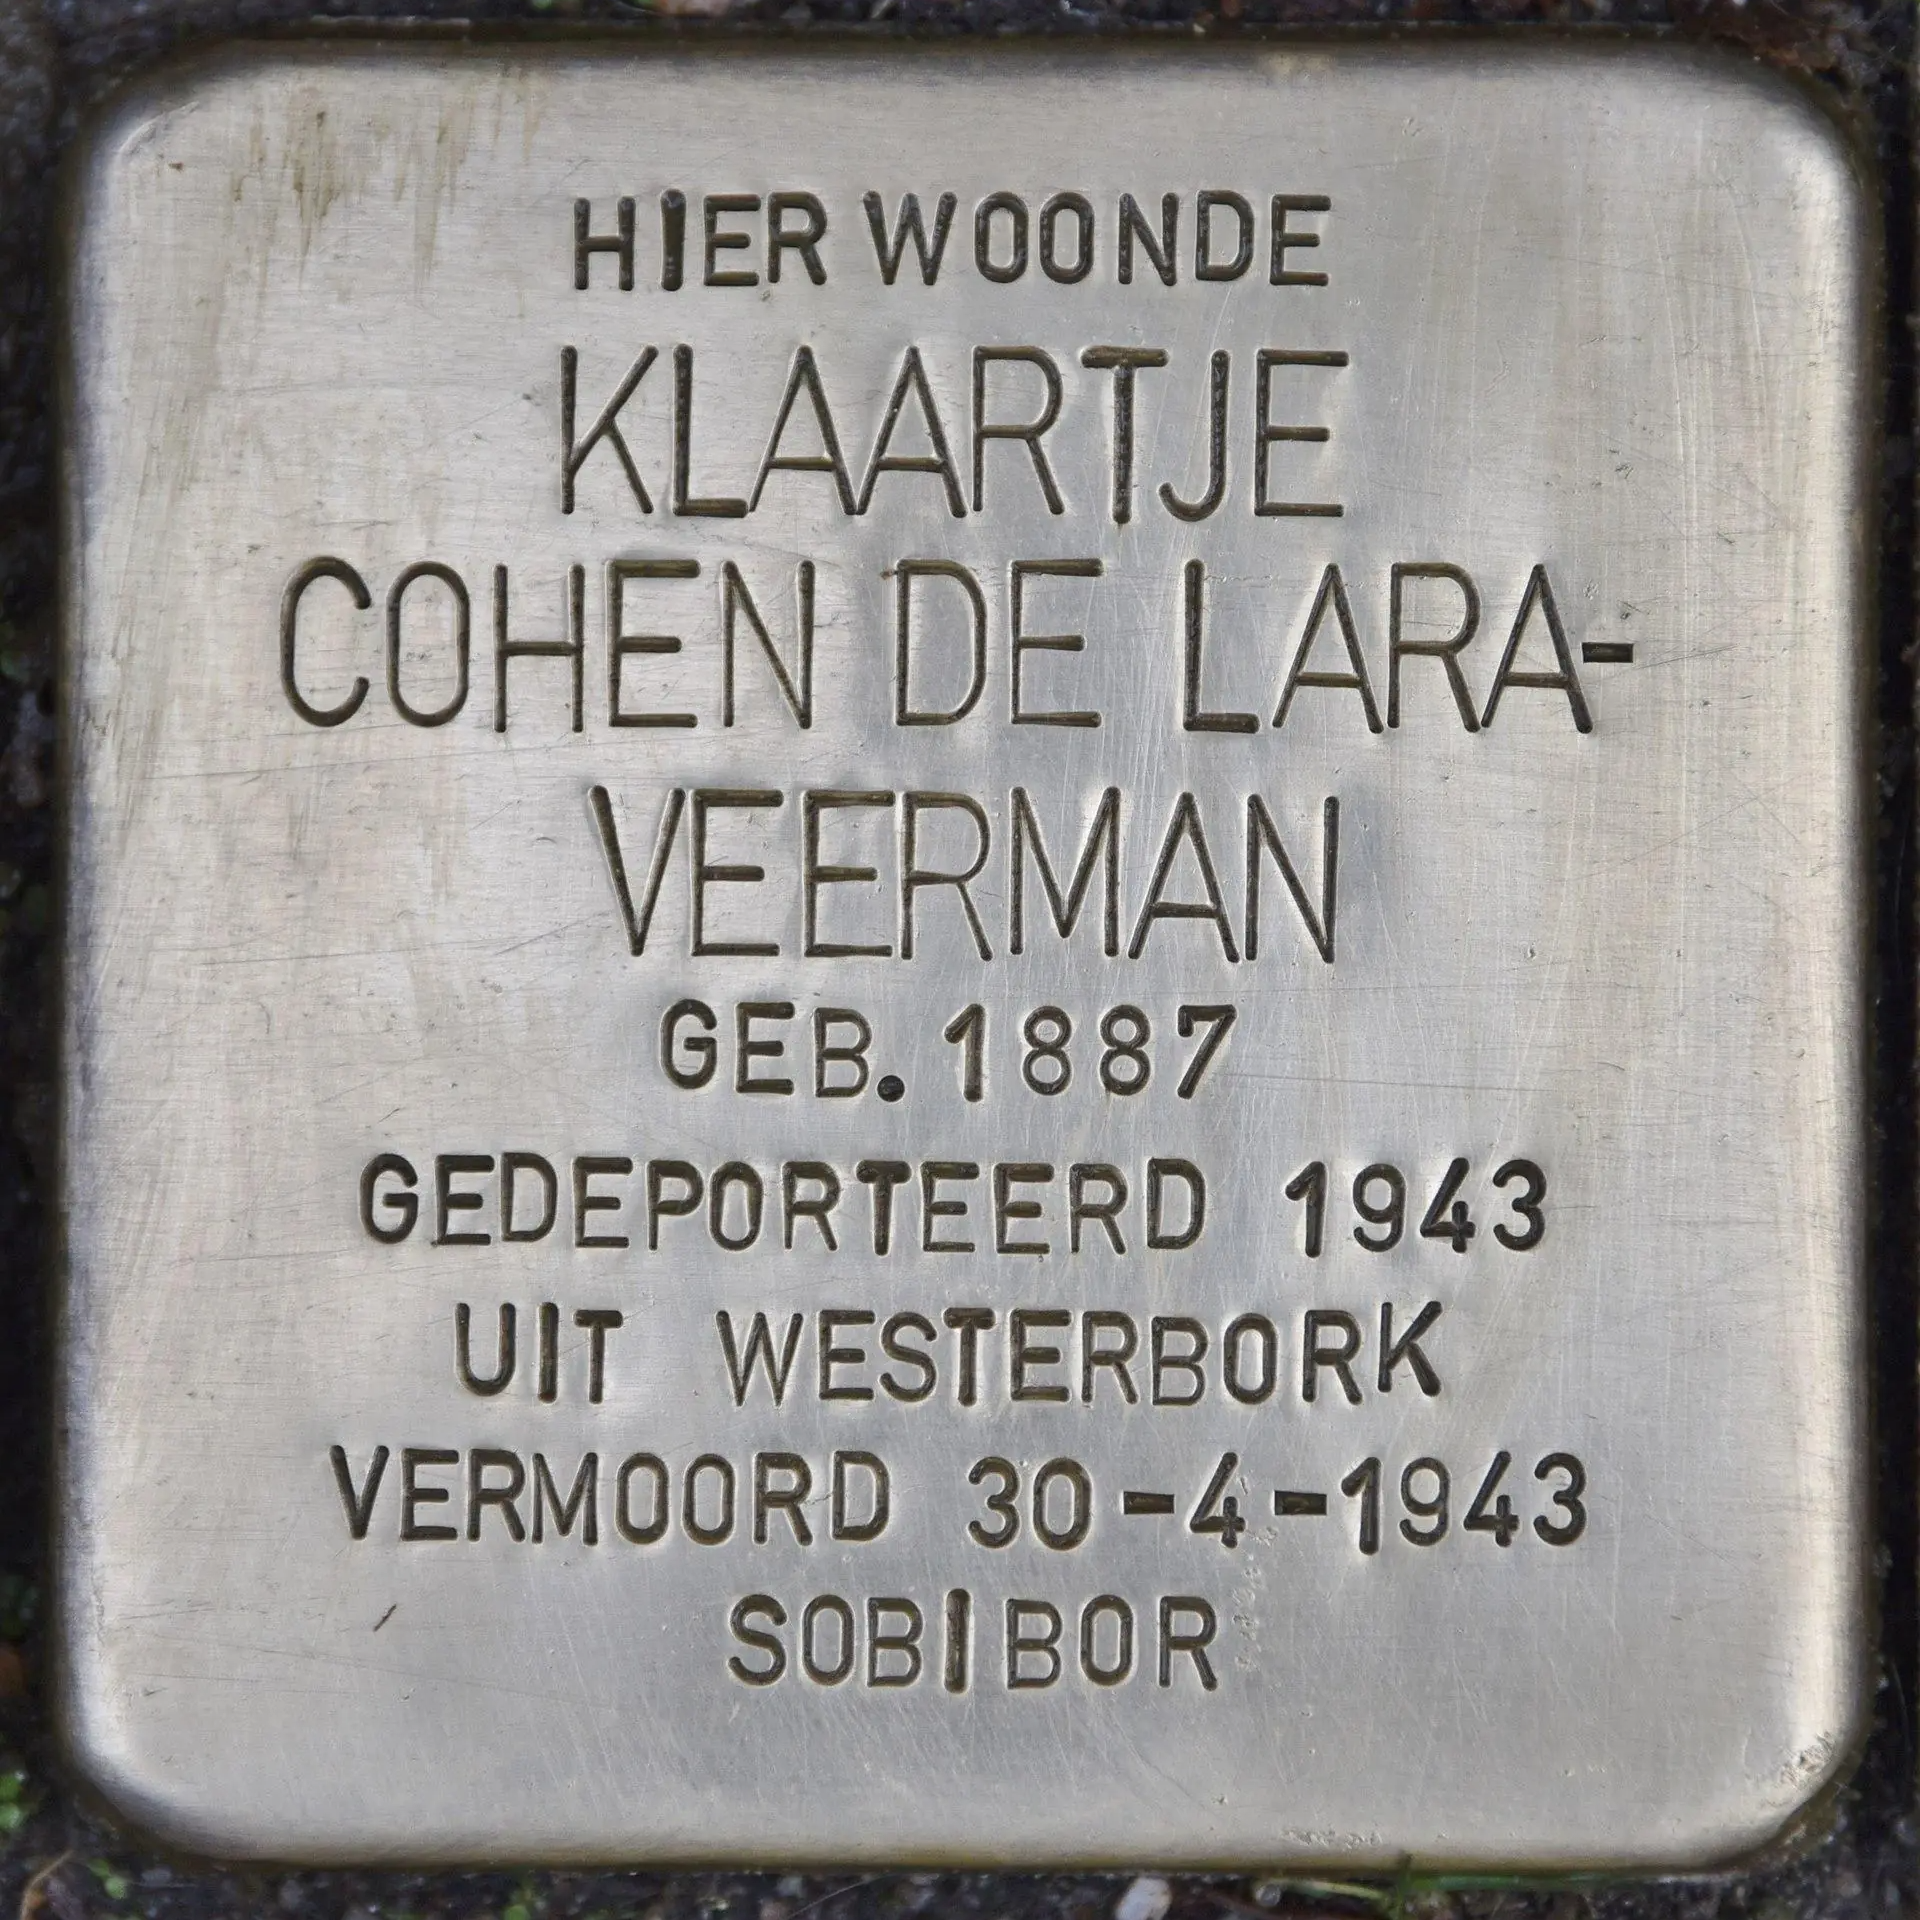 HIER WOONDE
KLAARTJE
COHEN DE LARA-
VEERMAN
GEB. 1887
GEDEPORTEERD 1943
UIT WESTERBORK
VERMOORD 30-4-1943
SOBIBOR